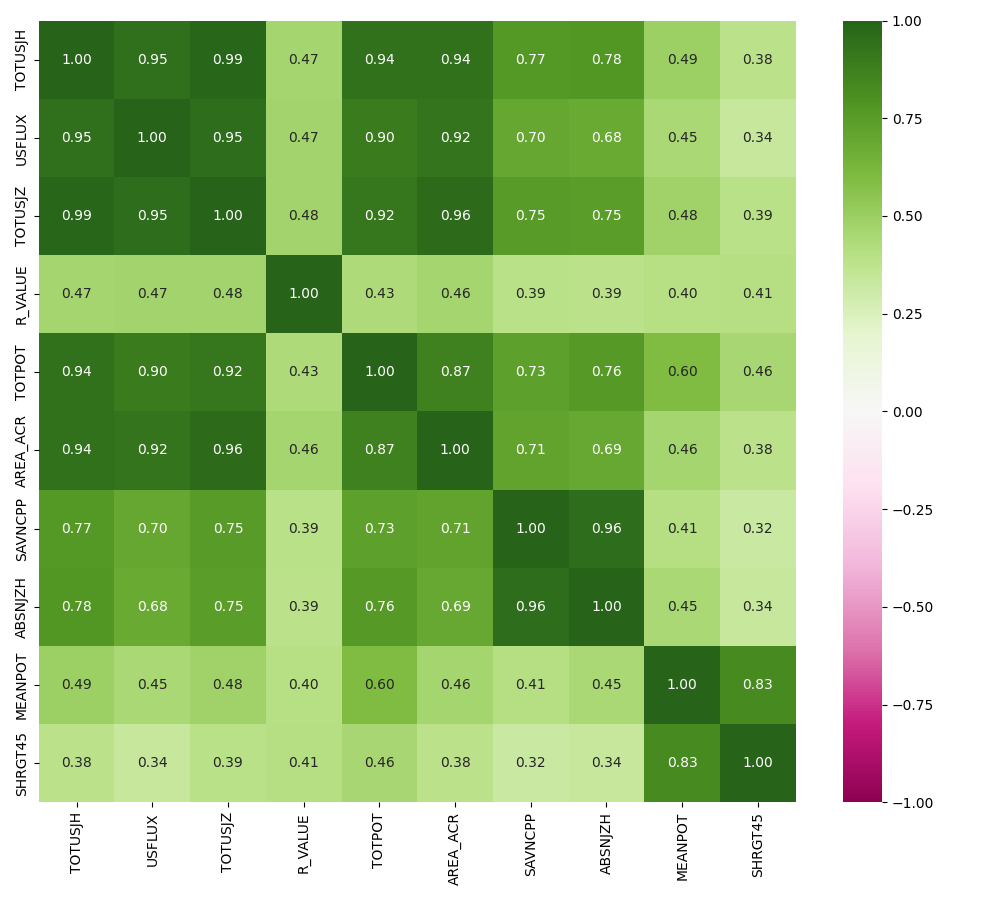 TOTUSJH 1.00 0.95 0.99 0.47 0.94 0.94 0.77 0.78 0.49 0.38
USFLUX 0.95 1.00 0.95 0.47 0.90 0.92 0.70 0.68 0.45 0.34
TOTUSJZ 0.99 0.95 1.00 0.48 0.92 0.96 0.75 0.75 0.48 0.39
R_VALUE 0.47 0.47 0.48 1.00 0.43 0.46 0.39 0.39 0.40 0.41
TOTPOT 0.94 0.90 0.92 0.43 1.00 0.87 0.73 0.76 0.60 0.46
AREA_ACR 0.94 0.92 0.96 0.46 0.87 1.00 0.71 0.69 0.46 0.38
SAVNCPP 0.77 0.70 0.75 0.39 0.73 0.71 1.00 0.96 0.41 0.32
ABSNJZH 0.78 0.68 0.75 0.39 0.76 0.69 0.96 1.00 0.45 0.34
MEANPOT 0.49 0.45 0.48 0.40 0.60 0.46 0.41 0.45 1.00 0.83
SHRGT45 0.38 0.34 0.39 0.41 0.46 0.38 0.32 0.34 0.83 1.00
TOTUSJH USFLUX TOTUSJZ R_VALUE TOTPOT AREA_ACR SAVNCPP ABSNJZH MEANPOT SHRGT45
1.00
0.75
0.50
0.25
0.00
−0.25
−0.50
−0.75
−1.00